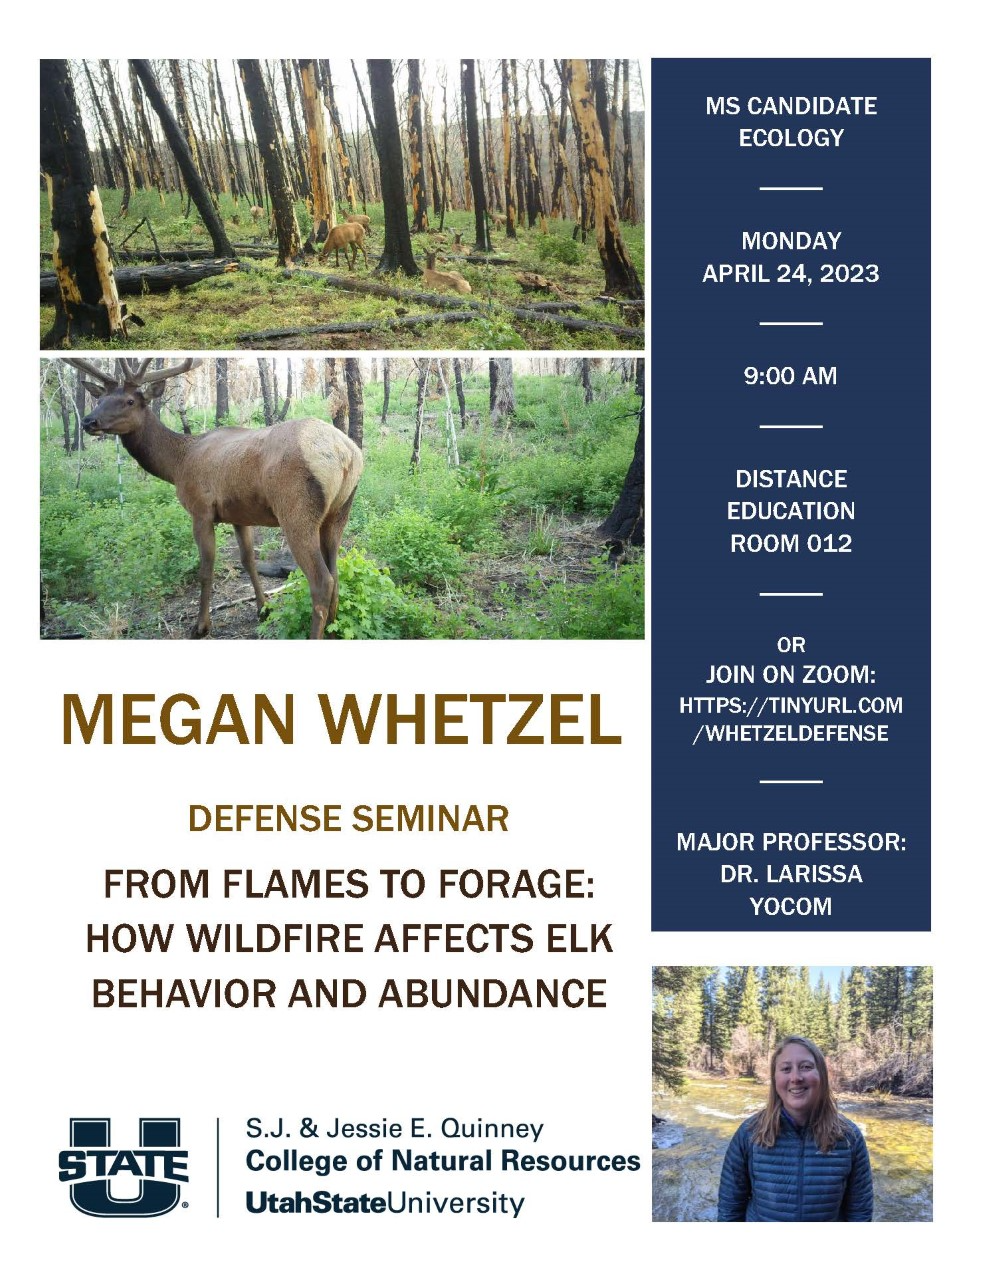 MS CANDIDATE
ECOLOGY
MONDAY
APRIL 24, 2023
9:00 AM
DISTANCE
EDUCATION
ROOM 012
OR
JOIN ON ZOOM:
HTTPS://TINYURL.COM
/WHETZELDEFENSE
MAJOR PROFESSOR:
DR. LARISSA
YOCOM
MEGAN WHETZEL
DEFENSE SEMINAR
FROM FLAMES TO FORAGE:
HOW WILDFIRE AFFECTS ELK
BEHAVIOR AND ABUNDANCE
U
STATE
®
S.J. & Jessie E. Quinney
College of Natural Resources
UtahStateUniversity